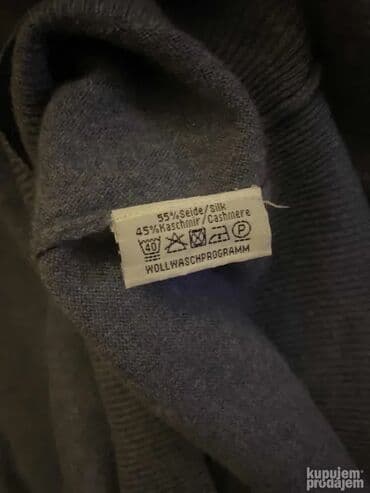 55% Seide/Silk
45% Kaschmir/Cashmere
40 P
WOLLWASCHPROGRAMM
kupujem
prodajem